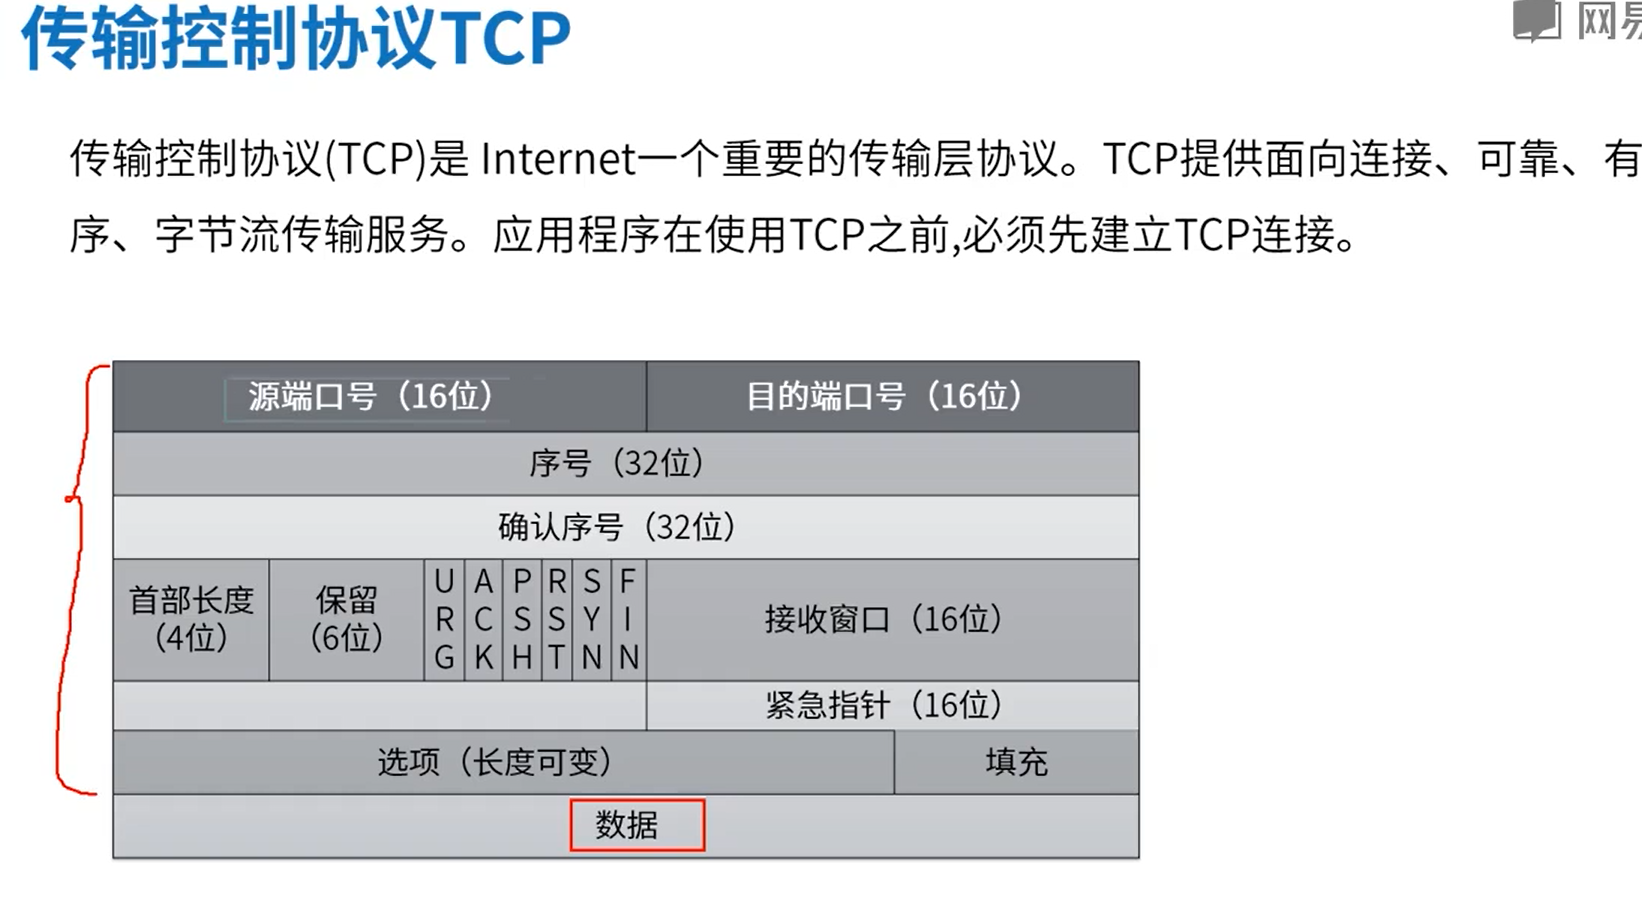 传输控制协议TCP
网易
传输控制协议(TCP)是 Internet一个重要的传输层协议。TCP提供面向连接、可靠、有
序、字节流传输服务。应用程序在使用TCP之前,必须先建立TCP连接。
源端口号（16位） 目的端口号（16位）
序号（32位）
确认序号（32位）
首部长度
（4位）
保留
（6位）
URG
ACK
PSH
RST
SYN
FIN
接收窗口（16位）
紧急指针（16位）
选项（长度可变） 填充
数据